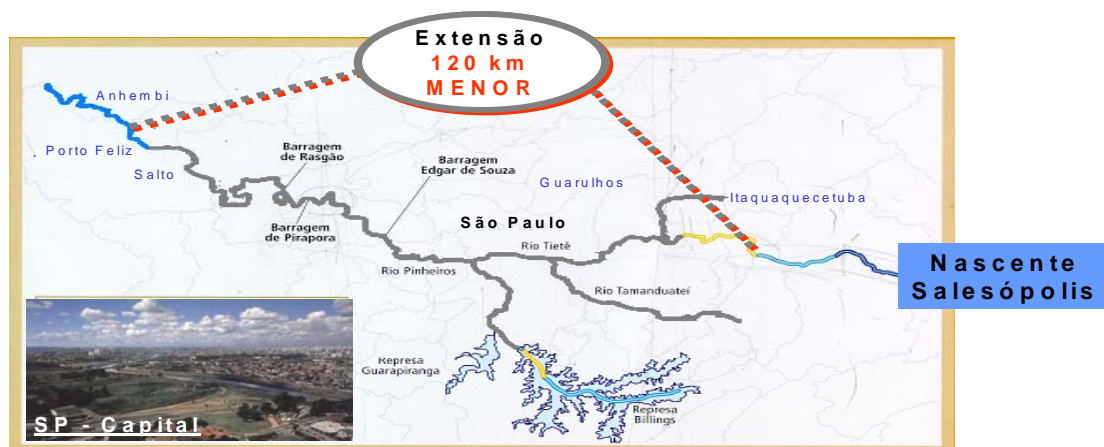 Extensão
120 km
MENOR
Anhembi
Porto Feliz
Salto
Barragem
de Rasgão
Barragem
Edgar de Souza
Guarulhos
Itaquaquecetuba
Barragem
de Pirapora
São Paulo
Rio Tietê
Rio Pinheiros
Nascente
Salesópolis
Rio Tamanduateí
Represa
Guarapiranga
Represa
Billings
SP - Capital